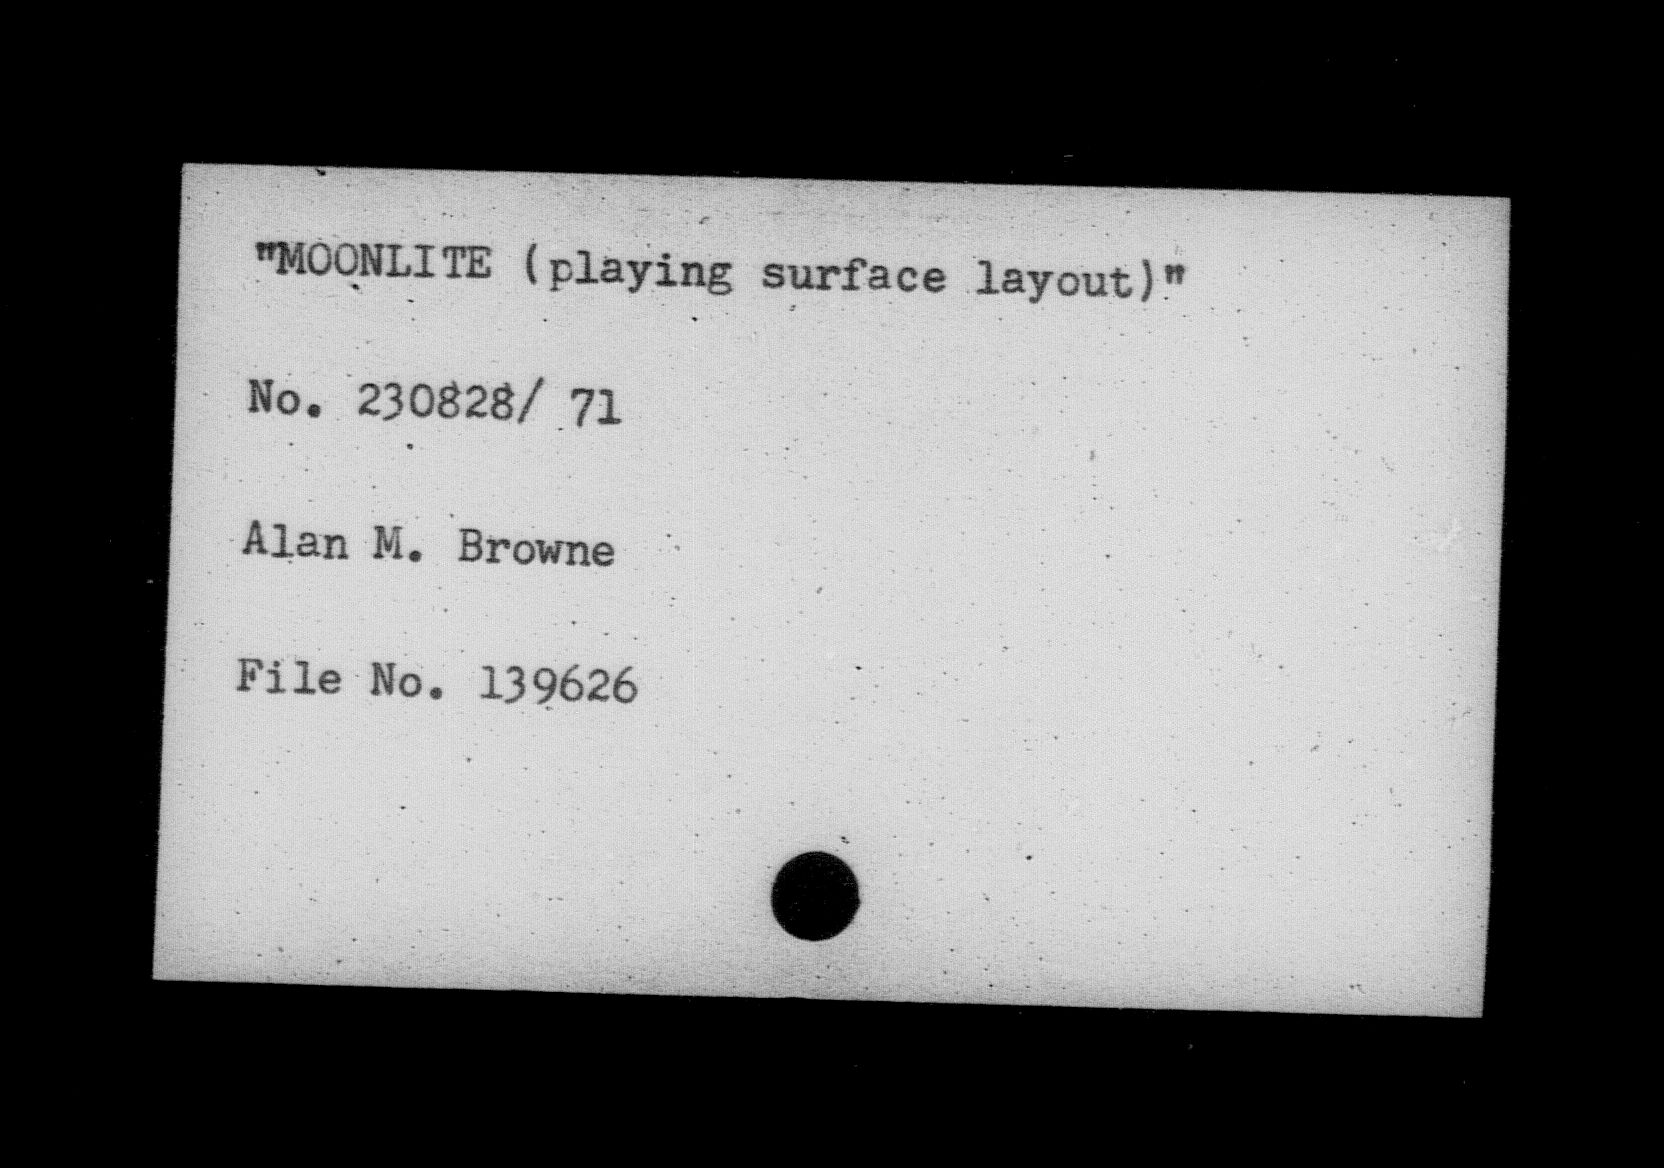 "MOONLITE (playing surface layout)"
No. 230828/ 71
Alan M. Browne
File No. 139626